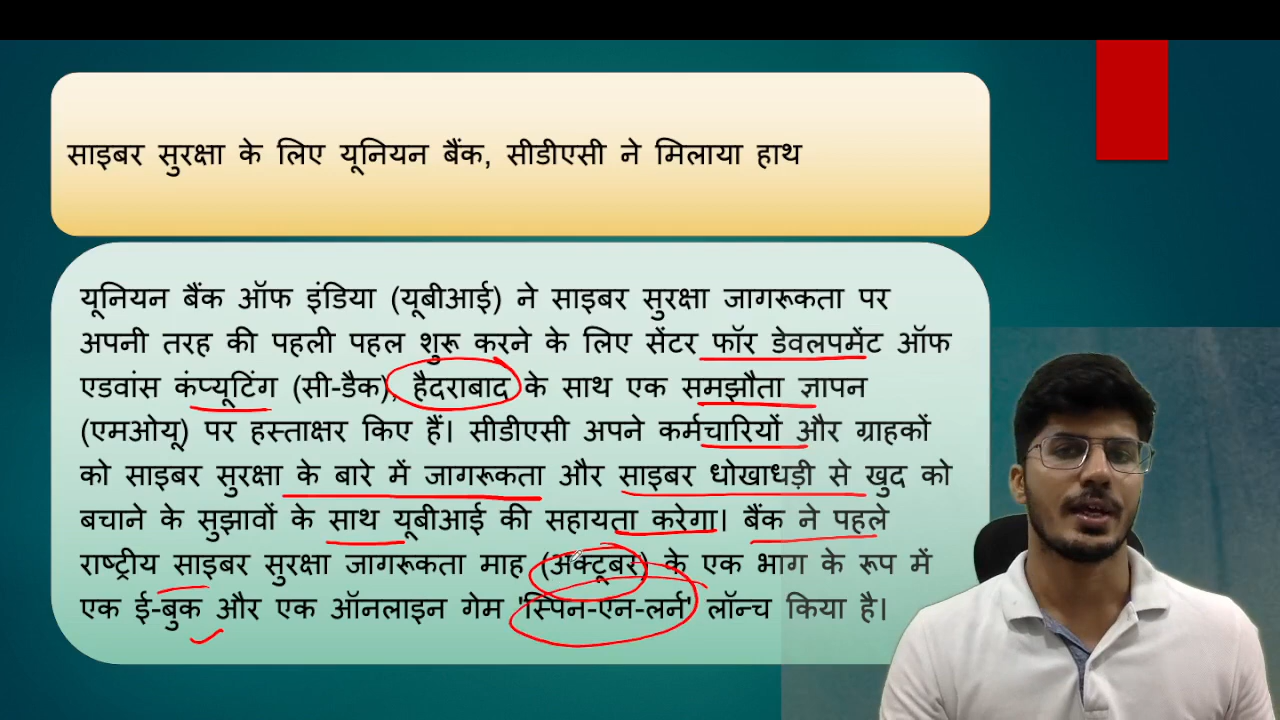 साइबर सुरक्षा के लिए यूनियन बैंक, सीडीएसी ने मिलाया हाथ
यूनियन बैंक ऑफ इंडिया (यूबीआई) ने साइबर सुरक्षा जागरूकता पर
अपनी तरह की पहली पहल शुरू करने के लिए सेंटर फॉर डेवलपमेंट ऑफ
एडवांस कंप्यूटिंग (सी-डैक), हैदराबाद के साथ एक समझौता ज्ञापन
(एमओयू) पर हस्ताक्षर किए हैं। सीडीएसी अपने कर्मचारियों और ग्राहकों
को साइबर सुरक्षा के बारे में जागरूकता और साइबर धोखाधड़ी से खुद को
बचाने के सुझावों के साथ यूबीआई की सहायता करेगा। बैंक ने पहले
राष्ट्रीय साइबर सुरक्षा जागरूकता माह (अक्टूबर) के एक भाग के रूप में
एक ई-बुक और एक ऑनलाइन गेम 'स्पिन-एन-लर्न' लॉन्च किया है।